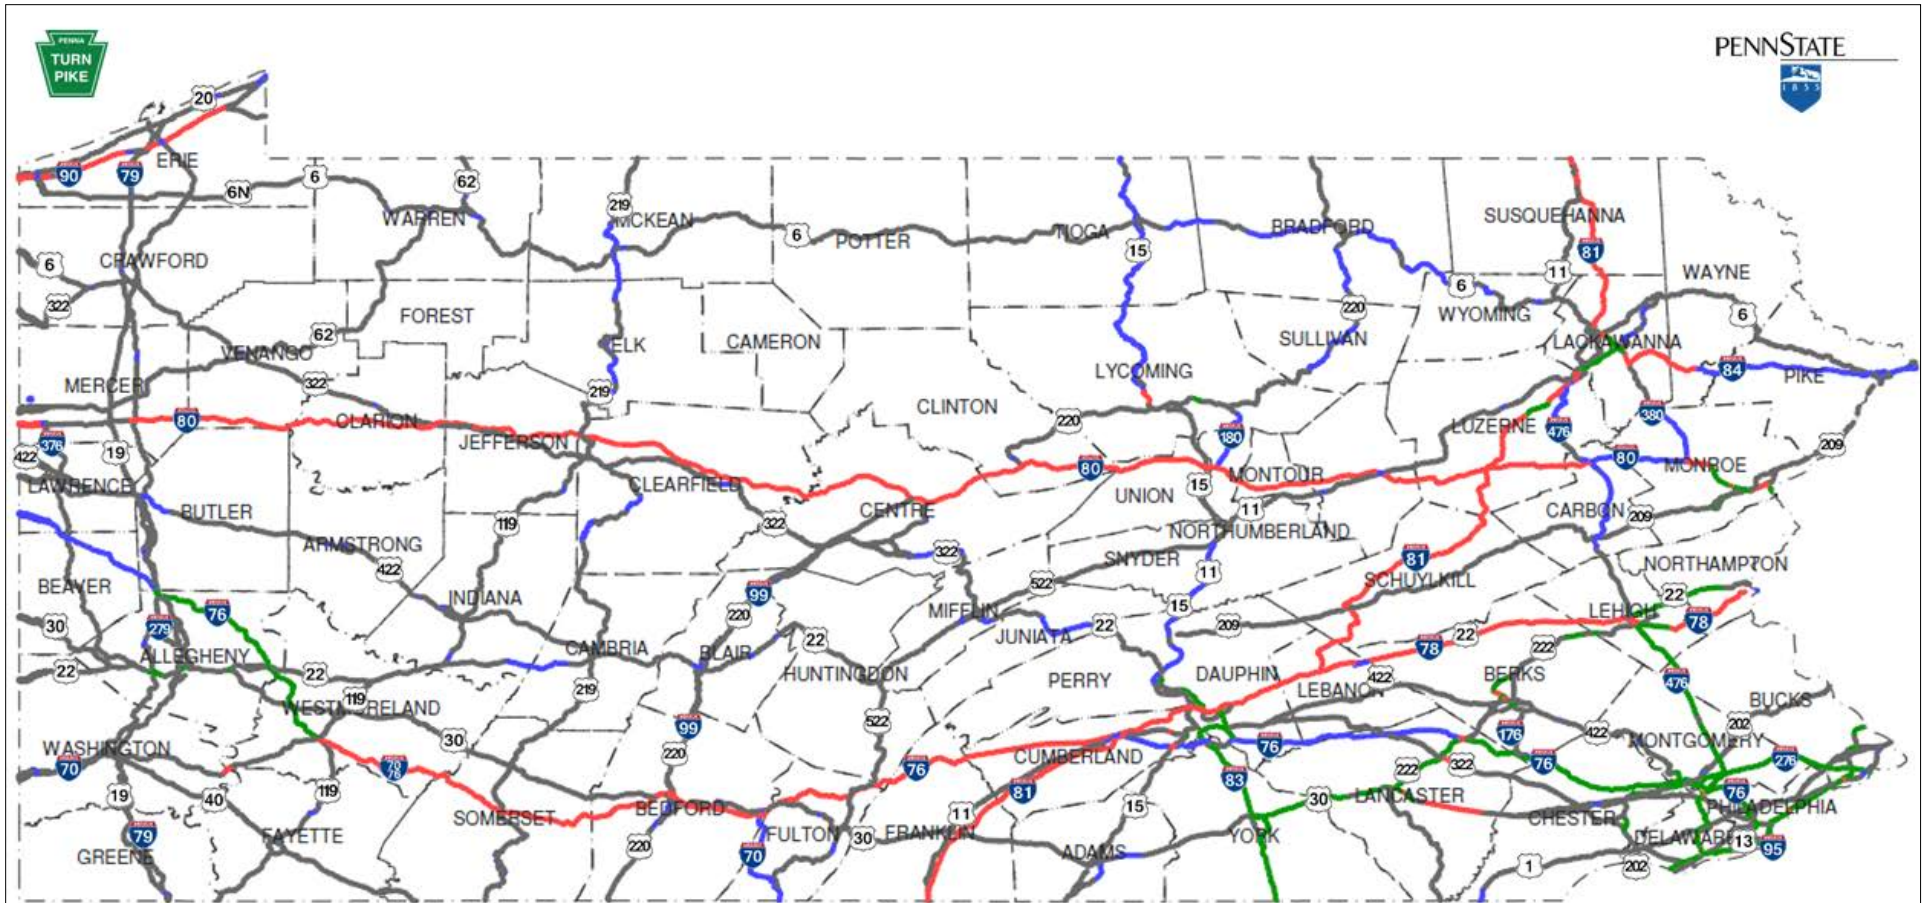 PENNA
TURN
PIKE
PENNSTATE
1 8 5 5
20
90
79
ERIE
6N
6
62
WARREN
219
MCKEAN
6
POTTER
TIOGA
15
BRADFORD
SUSQUEHANNA
81
11
WAYNE
6
322
CRAWFORD
FOREST
62
VENANGO
322
ELK
CAMERON
219
LYCOMING
220
SULLIVAN
6
WYOMING
LACKAWANNA
6
84
PIKE
MERCER
80
CLARION
JEFFERSON
CLINTON
220
180
LUZERNE
476
380
209
376
422
19
LAWRENCE
BUTLER
CLEARFIELD
CENTRE
80
UNION
15
MONTOUR
11
80
MONROE
CARBON
209
ARMSTRONG
422
119
322
322
SNYDER
NORTHUMBERLAND
81
SCHUYLKILL
NORTHAMPTON
BEAVER
30
76
279
INDIANA
99
220
522
MIFFLIN
11
15
209
22
LEHIGH
78
22
ALLEGHENY
22
CAMBRIA
BLAIR
22
HUNTINGDON
JUNIATA
22
PERRY
DAUPHIN
LEBANON
422
78
22
222
BERKS
476
BUCKS
119
WESTMORELAND
219
99
220
522
30
202
MONTGOMERY
422
176
WASHINGTON
70
70
76
76
CUMBERLAND
76
83
222
322
76
276
19
40
119
SOMERSET
BEDFORD
81
11
15
30
LANCASTER
CHESTER
76
PHILADELPHIA
79
GREENE
FAYETTE
220
70
FULTON
30
FRANKLIN
ADAMS
YORK
DELAWARE
13
95
1
202